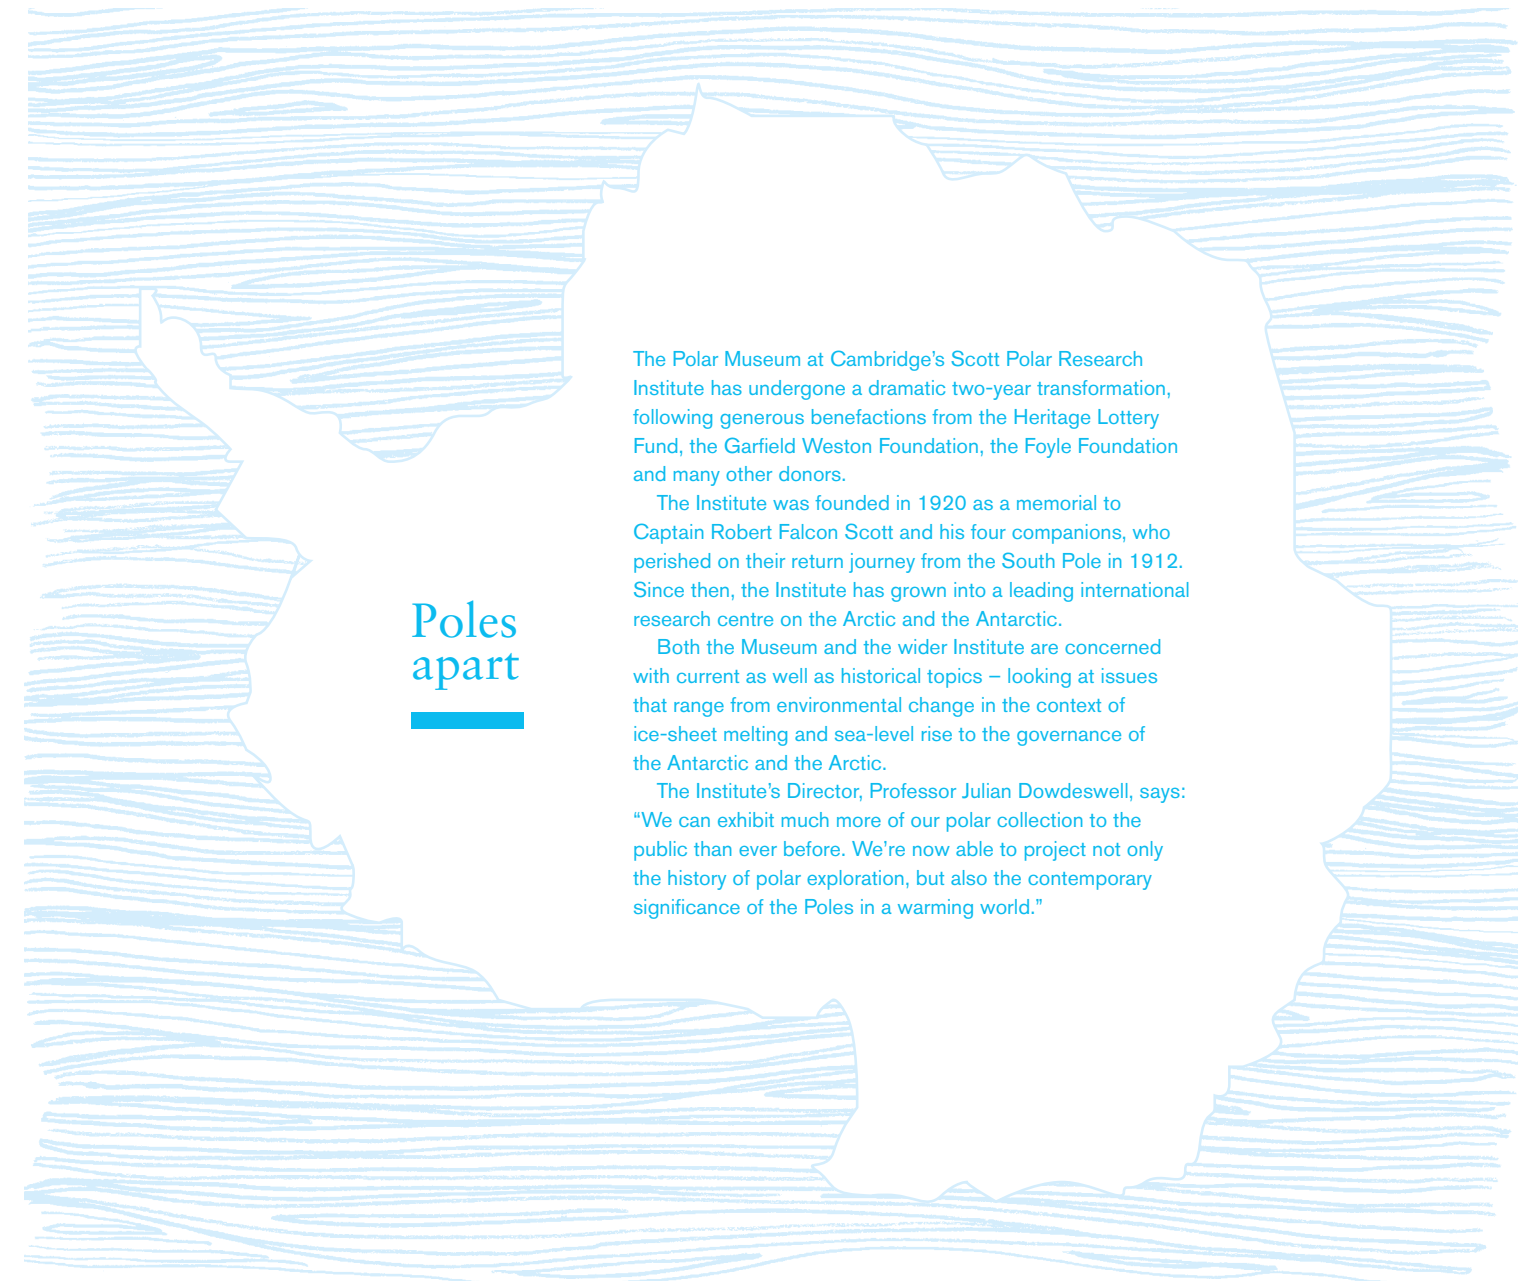 Poles
apart
The Polar Museum at Cambridge’s Scott Polar Research
Institute has undergone a dramatic two-year transformation,
following generous benefactions from the Heritage Lottery
Fund, the Garfield Weston Foundation, the Foyle Foundation
and many other donors.
The Institute was founded in 1920 as a memorial to
Captain Robert Falcon Scott and his four companions, who
perished on their return journey from the South Pole in 1912.
Since then, the Institute has grown into a leading international
research centre on the Arctic and the Antarctic.
Both the Museum and the wider Institute are concerned
with current as well as historical topics – looking at issues
that range from environmental change in the context of
ice-sheet melting and sea-level rise to the governance of
the Antarctic and the Arctic.
The Institute’s Director, Professor Julian Dowdeswell, says:
“We can exhibit much more of our polar collection to the
public than ever before. We’re now able to project not only
the history of polar exploration, but also the contemporary
significance of the Poles in a warming world.”